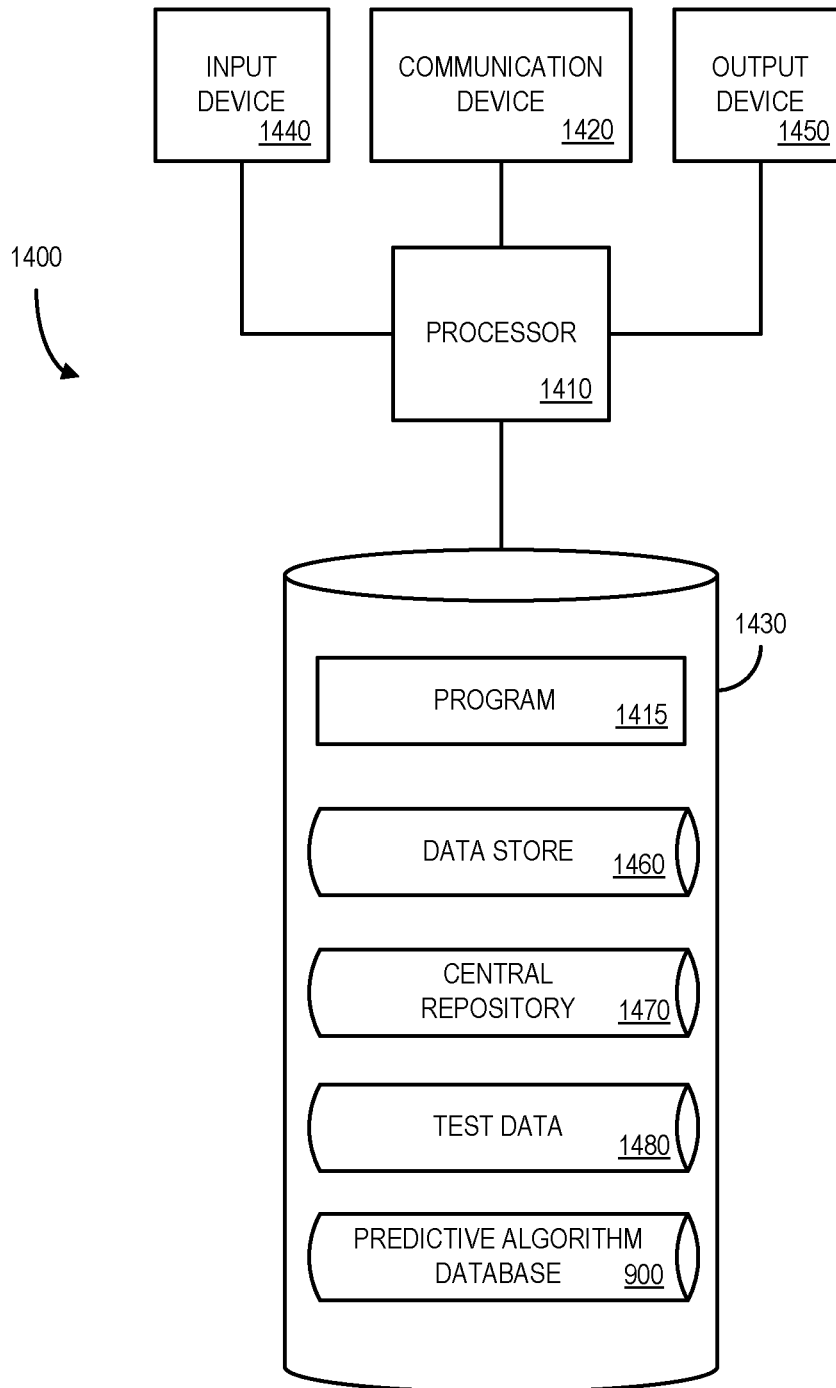 INPUT
DEVICE
1440
COMMUNICATION
DEVICE
1420
OUTPUT
DEVICE
1450
1400
PROCESSOR
1410
1430
PROGRAM
1415
DATA STORE
1460
CENTRAL
REPOSITORY
1470
TEST DATA
1480
PREDICTIVE ALGORITHM
DATABASE
900